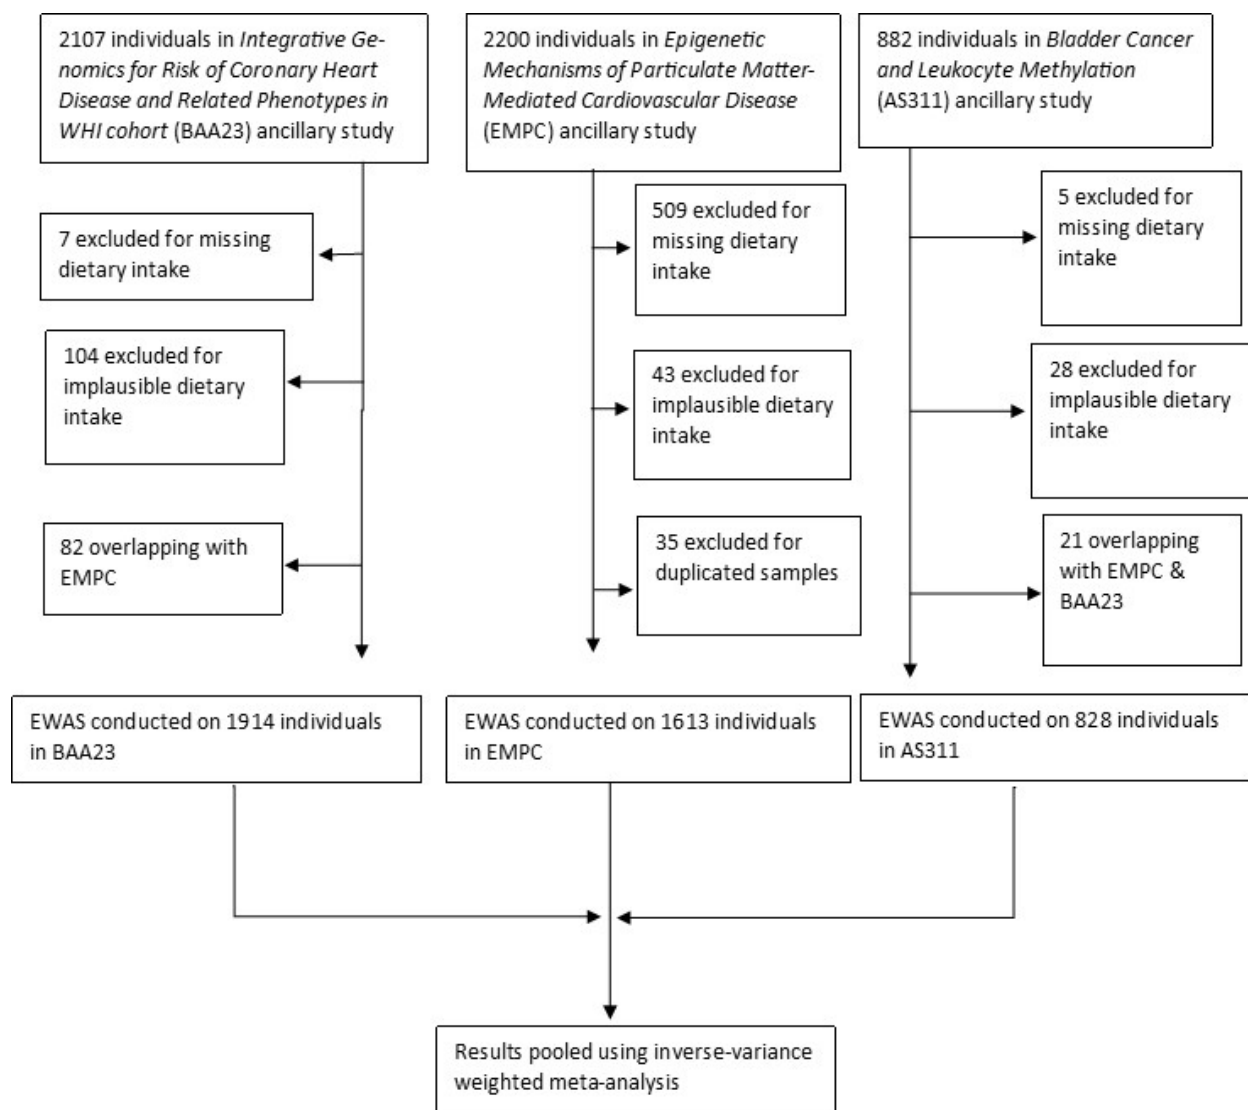 2107 individuals in Integrative Ge-
nomics for Risk of Coronary Heart
Disease and Related Phenotypes in
WHI cohort (BAA23) ancillary study
2200 individuals in Epigenetic
Mechanisms of Particulate Matter-
Mediated Cardiovascular Disease
(EMPC) ancillary study
882 individuals in Bladder Cancer
and Leukocyte Methylation
(AS311) ancillary study
7 excluded for missing
dietary intake
509 excluded for
missing dietary
intake
5 excluded for
missing dietary
intake
104 excluded for
implausible dietary
intake
43 excluded for
implausible dietary
intake
28 excluded for
implausible dietary
intake
82 overlapping with
EMPC
35 excluded for
duplicated samples
21 overlapping
with EMPC &
BAA23
EWAS conducted on 1914 individuals
in BAA23
EWAS conducted on 1613 individuals
in EMPC
EWAS conducted on 828 individuals
in AS311
Results pooled using inverse-variance
weighted meta-analysis